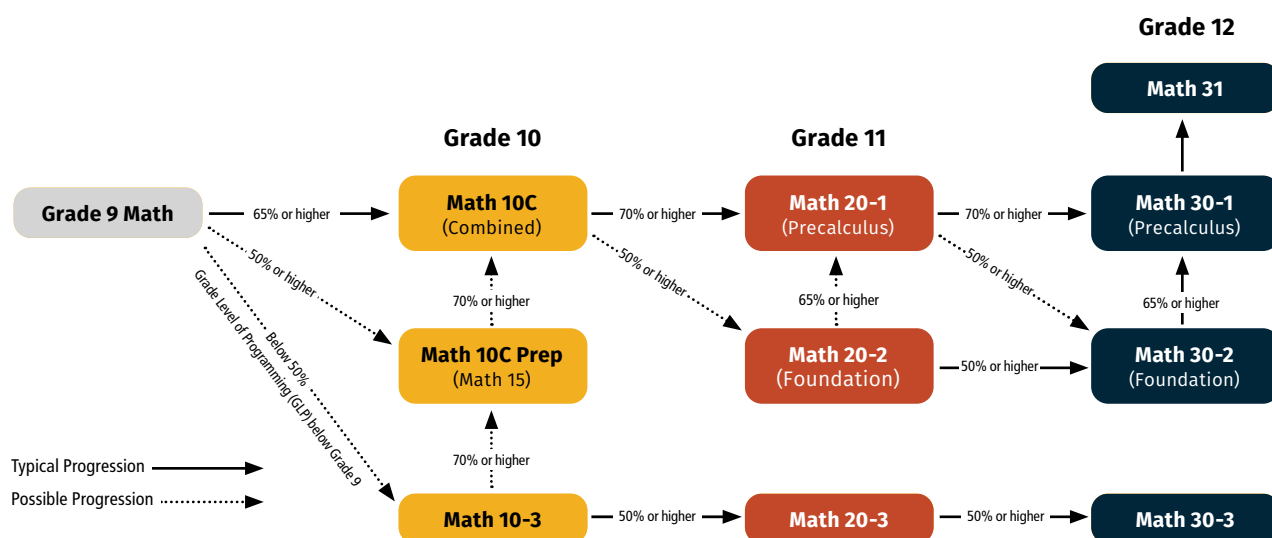 Grade 12
Math 31
Grade 10
Grade 11
Grade 9 Math
65% or higher
Math 10C
(Combined)
70% or higher
Math 20-1
(Precalculus)
70% or higher
Math 30-1
(Precalculus)
50% or higher
50% or higher
50% or higher
70% or higher
65% or higher
65% or higher
Below 50%
Grade Level of Programming (GLP) below Grade 9
Math 10C Prep
(Math 15)
Math 20-2
(Foundation)
50% or higher
Math 30-2
(Foundation)
70% or higher
Typical Progression
Possible Progression
Math 10-3
50% or higher
Math 20-3
50% or higher
Math 30-3